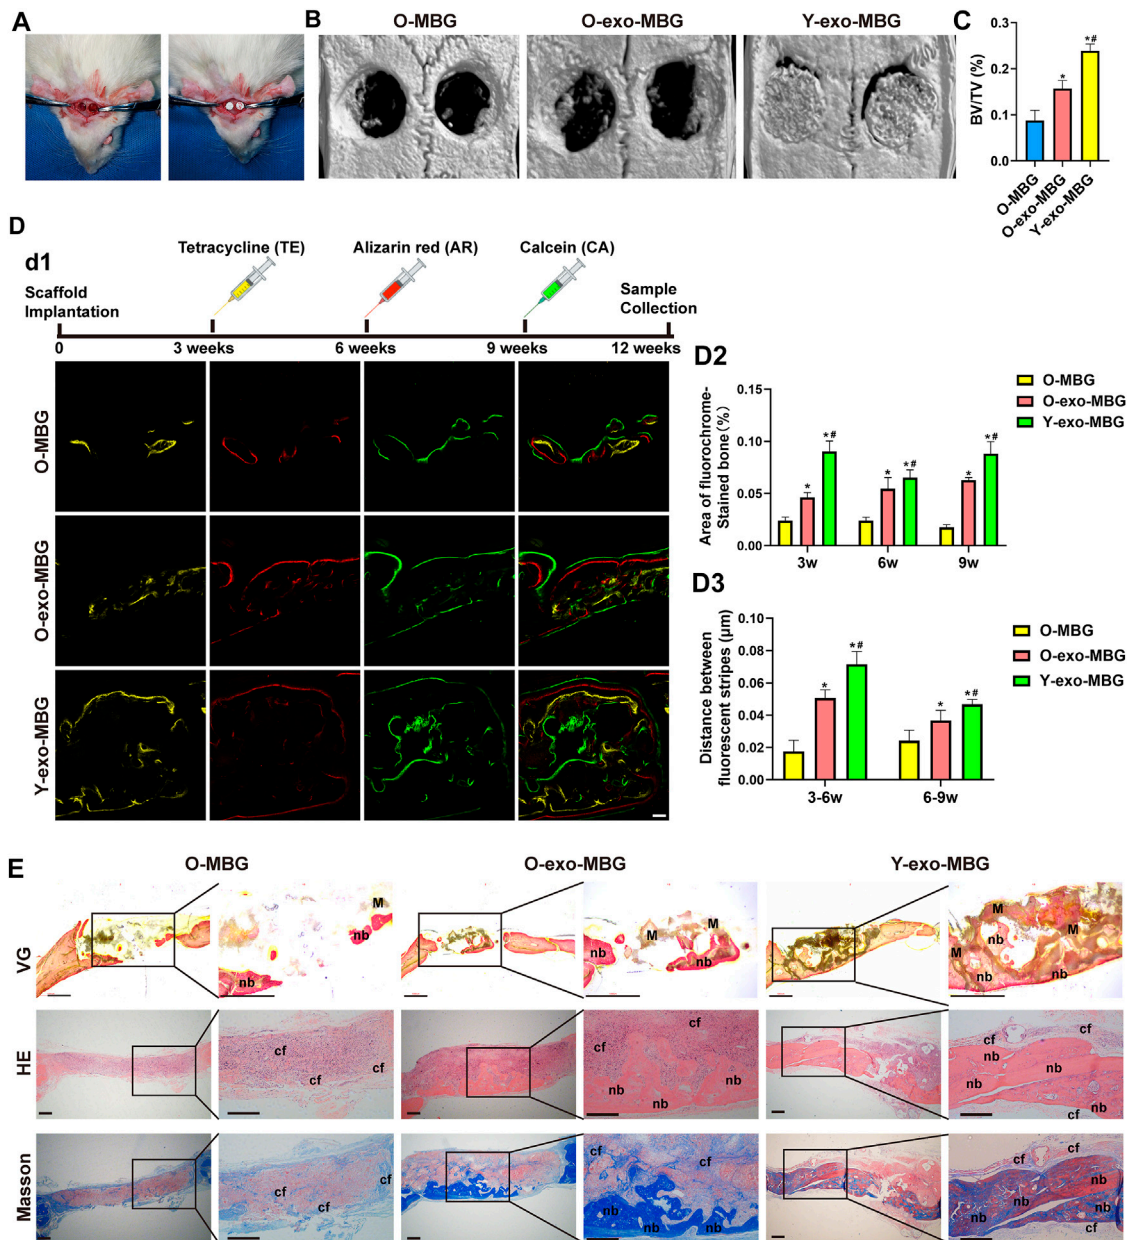 A
B
O-MBG
O-exo-MBG
Y-exo-MBG
C
BV/TV (%)
0.3
0.2
0.1
0.0
*
*#
O-MBG
O-exo-MBG
Y-exo-MBG
D
d1
Tetracycline (TE)
Alizarin red (AR)
Calcein (CA)
Scaffold
Implantation
Sample
Collection
0
3 weeks
6 weeks
9 weeks
12 weeks
O-MBG
O-exo-MBG
Y-exo-MBG
D2
Area of fluorochrome-
Stained bone(%)
0.15
0.10
0.05
0.00
*
*#
*
*#
*
*#
3w
6w
9w
O-MBG
O-exo-MBG
Y-exo-MBG
D3
Distance between
fluorescent stripes (μm)
0.10
0.08
0.06
0.04
0.02
0.00
*
*#
*
*#
3-6w
6-9w
O-MBG
O-exo-MBG
Y-exo-MBG
E
O-MBG
O-exo-MBG
Y-exo-MBG
VG
M
nb
nb
M
M
nb
nb
M
M
M
nb
nb
nb
HE
cf
cf
cf
cf
cf
nb
nb
nb
cf
cf
nb
nb
nb
cf
Masson
cf
cf
cf
cf
cf
nb
nb
nb
cf
cf
nb
nb
nb
cf